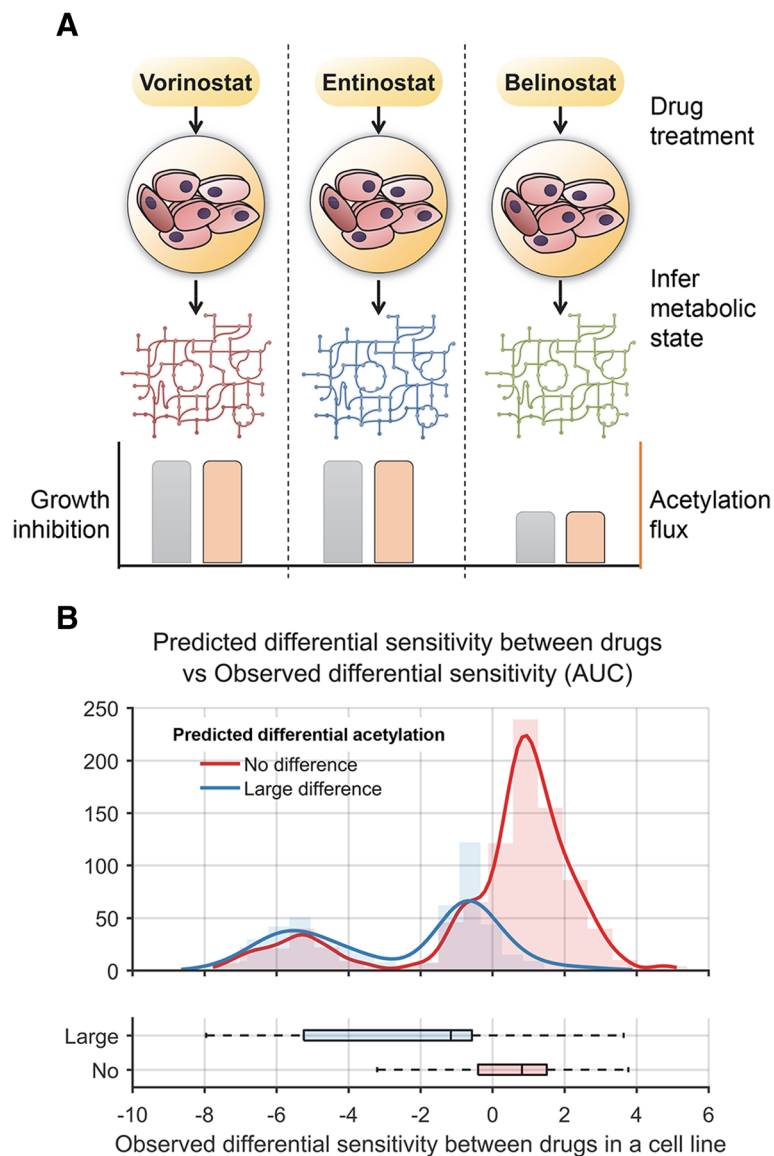 A
Vorinostat
Entinostat
Belinostat
Drug
treatment
Infer
metabolic
state
Growth
inhibition
Acetylation
flux
B
Predicted differential sensitivity between drugs
vs Observed differential sensitivity (AUC)
250
200
150
100
50
0
Predicted differential acetylation
No difference
Large difference
Large
No
-10 -8 -6 -4 -2 0 2 4 6
Observed differential sensitivity between drugs in a cell line